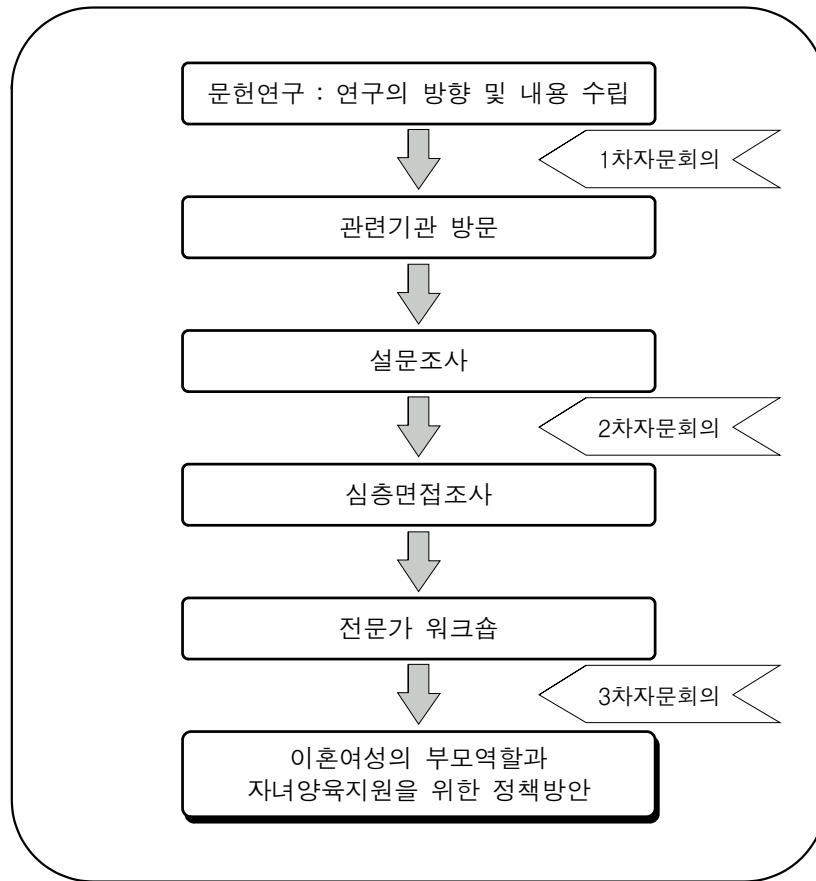 문헌연구 : 연구의 방향 및 내용 수립
1차자문회의
관련기관 방문
설문조사
2차자문회의
심층면접조사
전문가 워크숍
3차자문회의
이혼여성의 부모역할과
자녀양육지원을 위한 정책방안